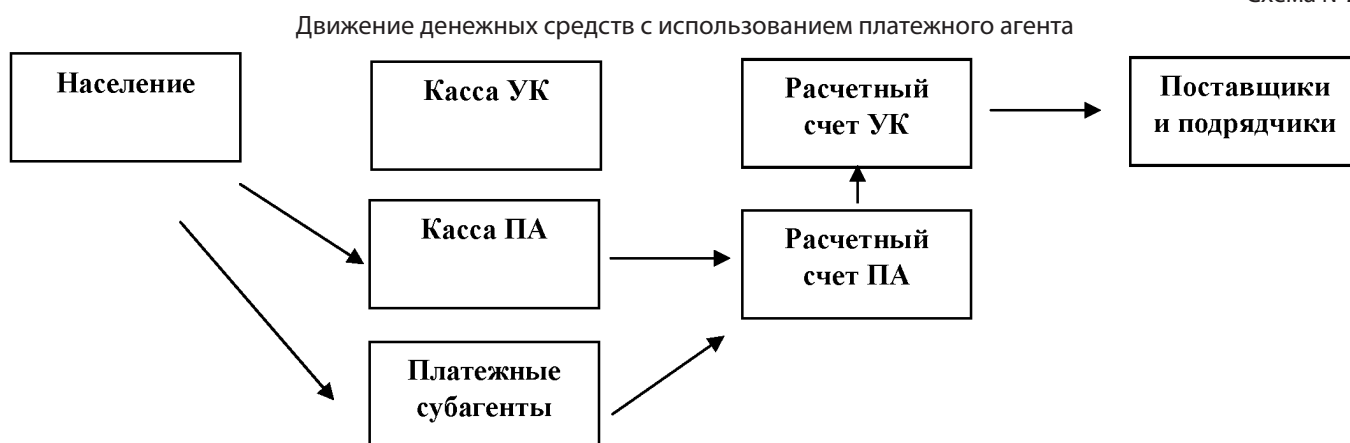 Движение денежных средств с использованием платежного агента
Население
Касса УК
Расчетный
счет УК
Поставщики
и подрядчики
Касса ПА
Расчетный
счет ПА
Платежные
субагенты